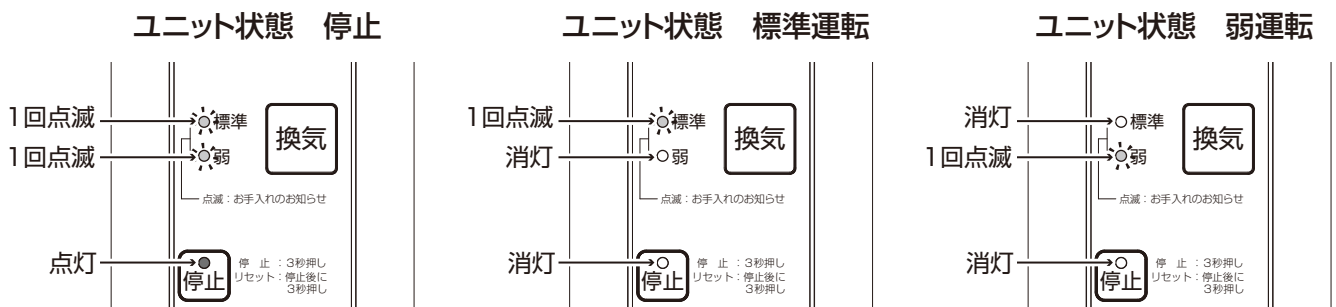 ユニット状態　停止
1回点滅
標準
換気
1回点滅
弱
点滅：お手入れのお知らせ
点灯
停止
停　止　：3秒押し
リセット：停止後に
3秒押し
ユニット状態　標準運転
1回点滅
標準
換気
消灯
弱
点滅：お手入れのお知らせ
消灯
停止
停　止　：3秒押し
リセット：停止後に
3秒押し
ユニット状態　弱運転
消灯
標準
換気
1回点滅
弱
点滅：お手入れのお知らせ
消灯
停止
停　止　：3秒押し
リセット：停止後に
3秒押し